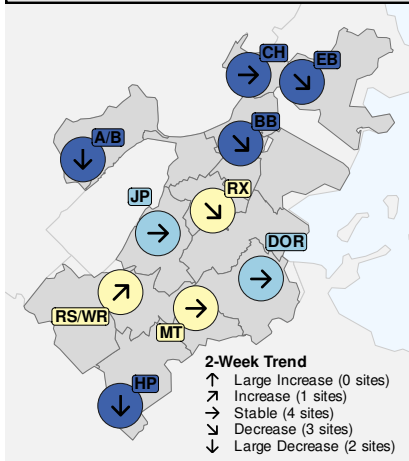 CH
EB
BB
A/B
JP
RX
DOR
RS/WR
MT
HP
2-Week Trend
↑ Large Increase (0 sites)
↗ Increase (1 sites)
→ Stable (4 sites)
↘ Decrease (3 sites)
↓ Large Decrease (2 sites)